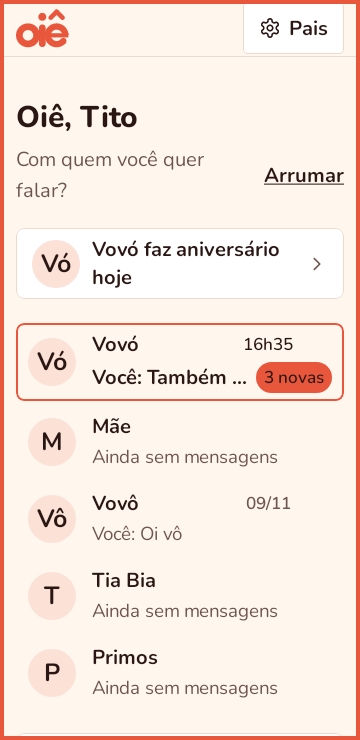 oiê
Pais
Oiê, Tito
Com quem você quer
falar?
Arrumar
Vó
Vovó faz aniversário
hoje
Vó
Vovó
16h35
Você: Também ...
3 novas
M
Mãe
Ainda sem mensagens
Vô
Vovô
09/11
Você: Oi vô
T
Tia Bia
Ainda sem mensagens
P
Primos
Ainda sem mensagens